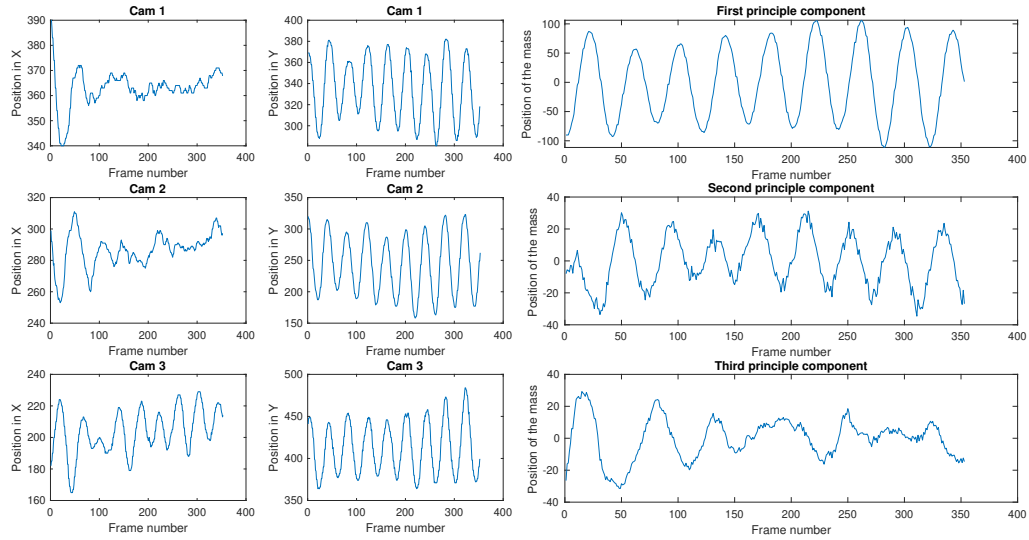 Cam 1
Position in X
390
380
370
360
350
340
0 100 200 300 400
Frame number
Cam 1
Position in Y
400
380
360
340
320
300
0 100 200 300 400
Frame number
First principle component
Position of the mass
100
50
0
-50
-100
0 50 100 150 200 250 300 350 400
Frame number
Cam 2
Position in X
320
300
280
260
240
0 100 200 300 400
Frame number
Cam 2
Position in Y
350
300
250
200
150
0 100 200 300 400
Frame number
Second principle component
Position of the mass
40
20
0
-20
-40
0 50 100 150 200 250 300 350 400
Frame number
Cam 3
Position in X
220
200
180
160
0 100 200 300 400
Frame number
Cam 3
Position in Y
500
450
400
350
0 100 200 300 400
Frame number
Third principle component
Position of the mass
40
20
0
-20
-40
0 50 100 150 200 250 300 350 400
Frame number